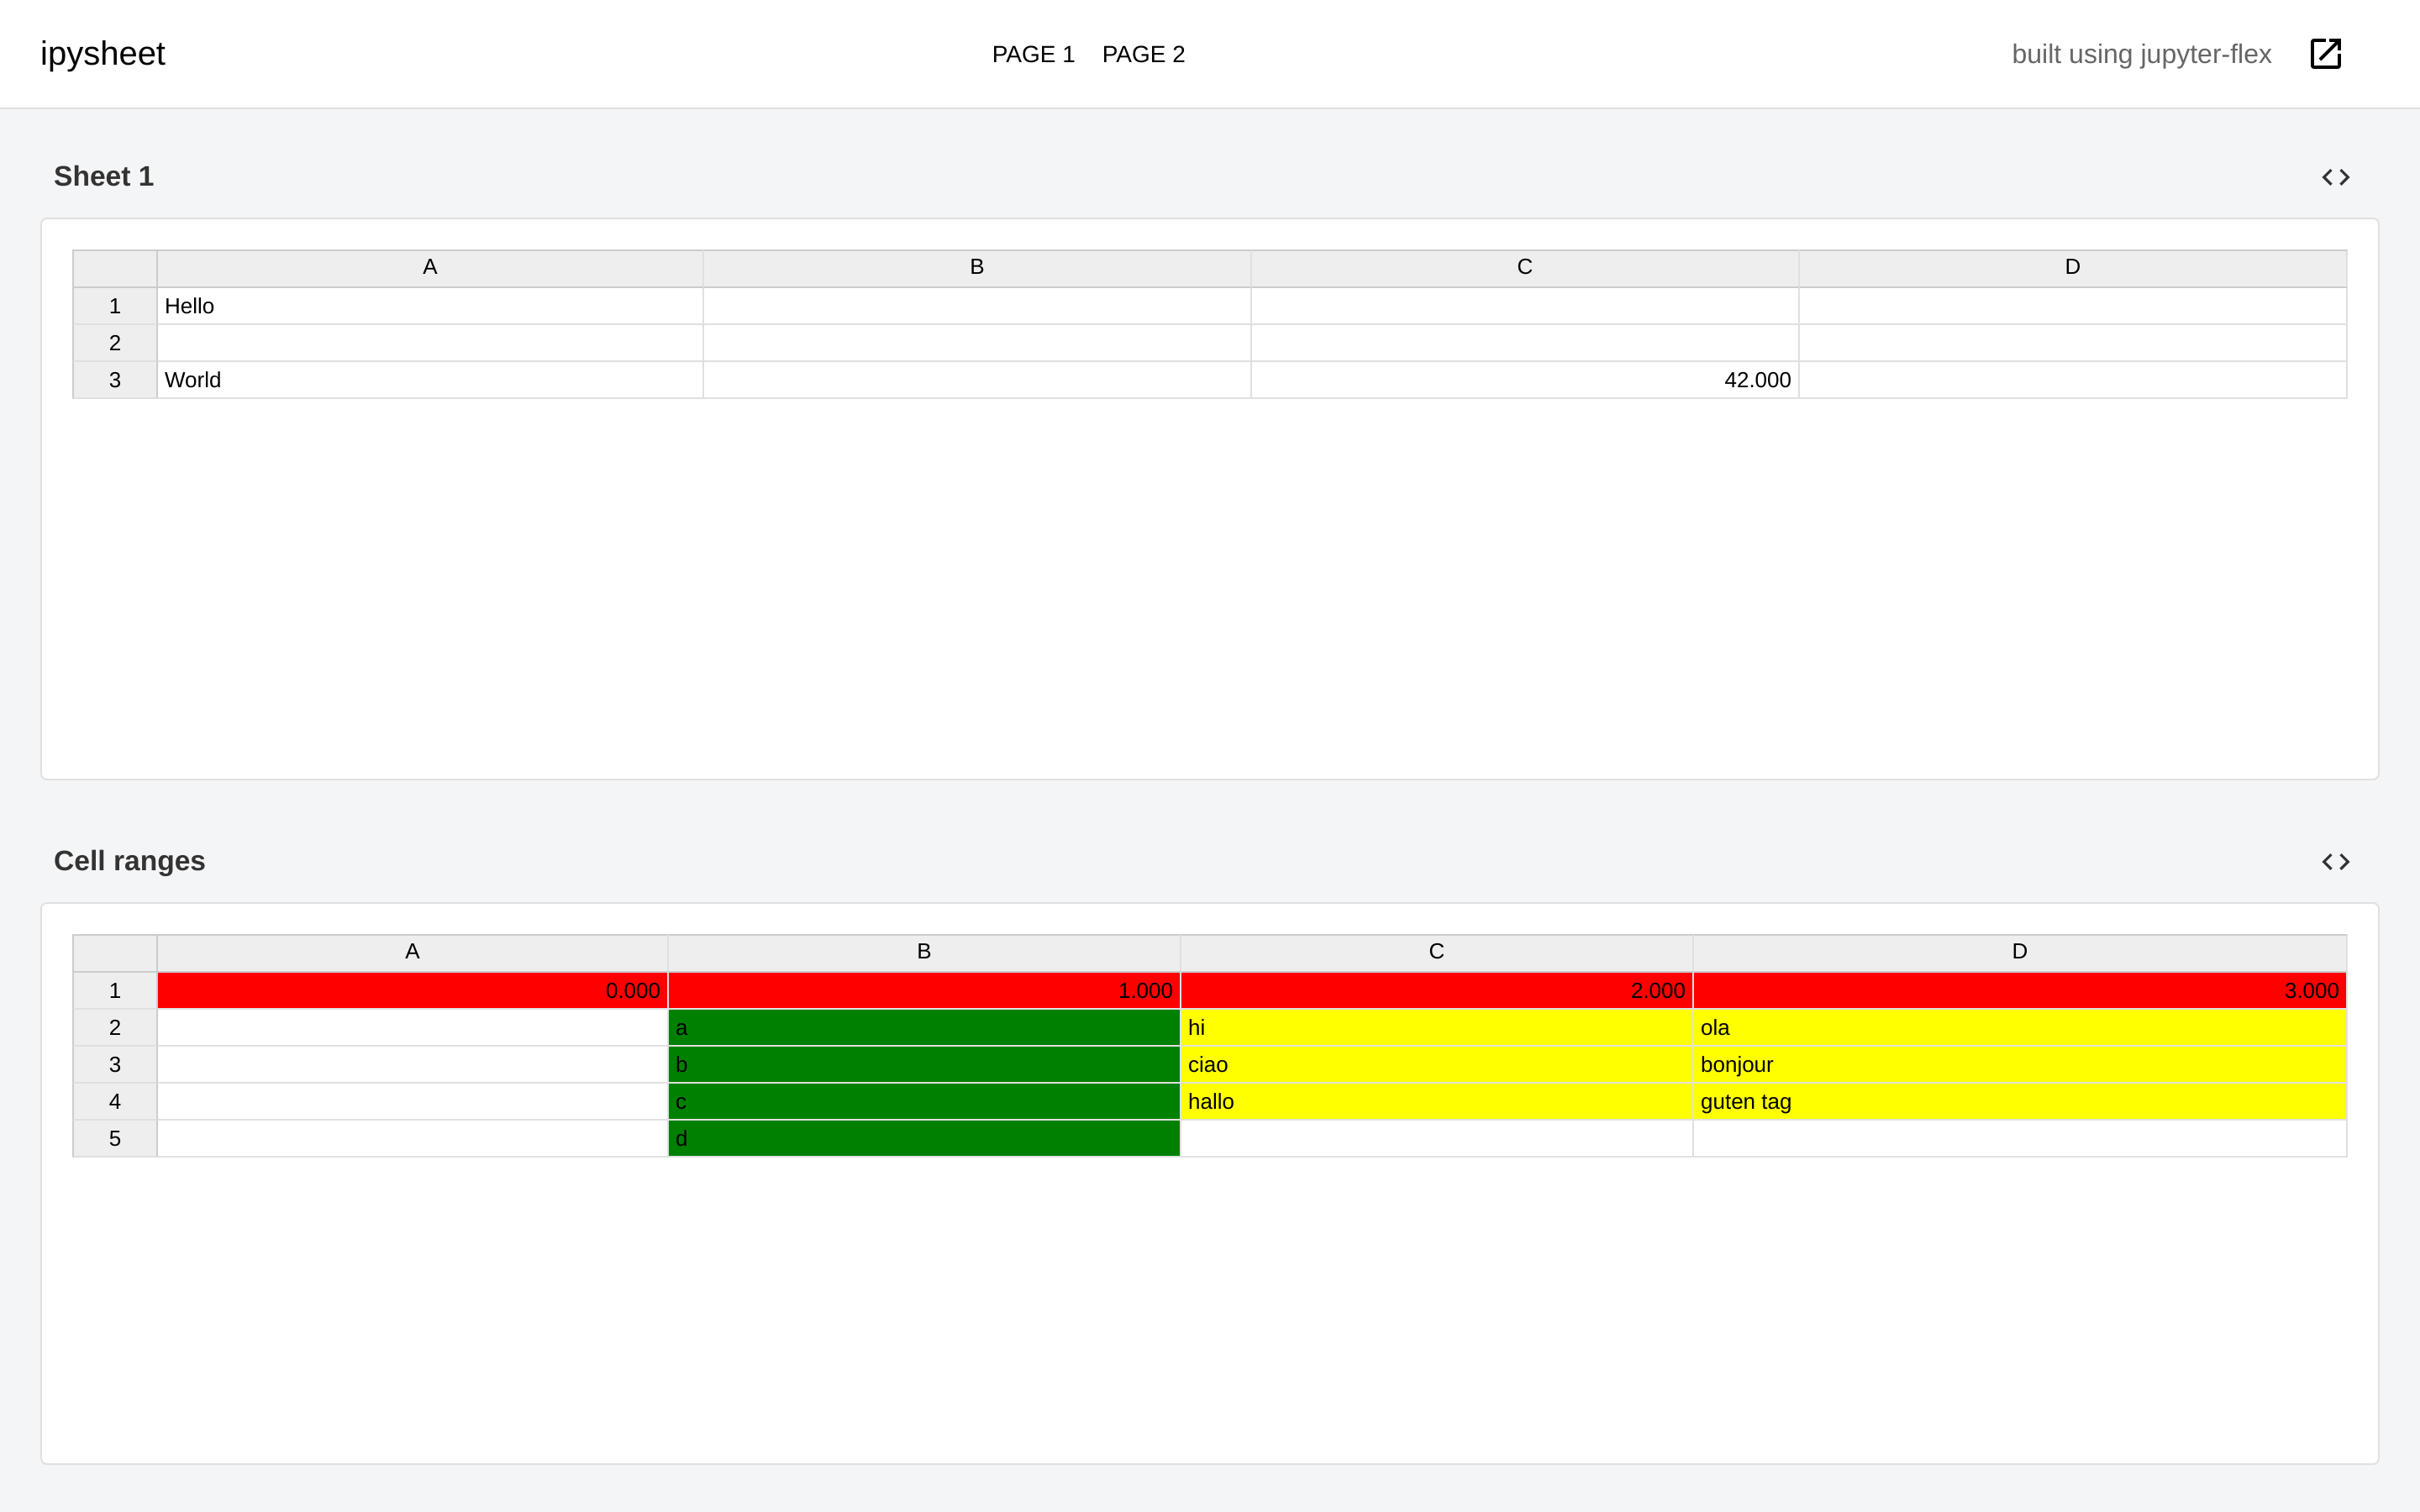 ipysheet PAGE 1 PAGE 2 built using jupyter-flex
Sheet 1
A B C D
1 Hello
2
3 World 42.000
Cell ranges
A B C D
1 0.000 1.000 2.000 3.000
2 a hi ola
3 b ciao bonjour
4 c hallo guten tag
5 d